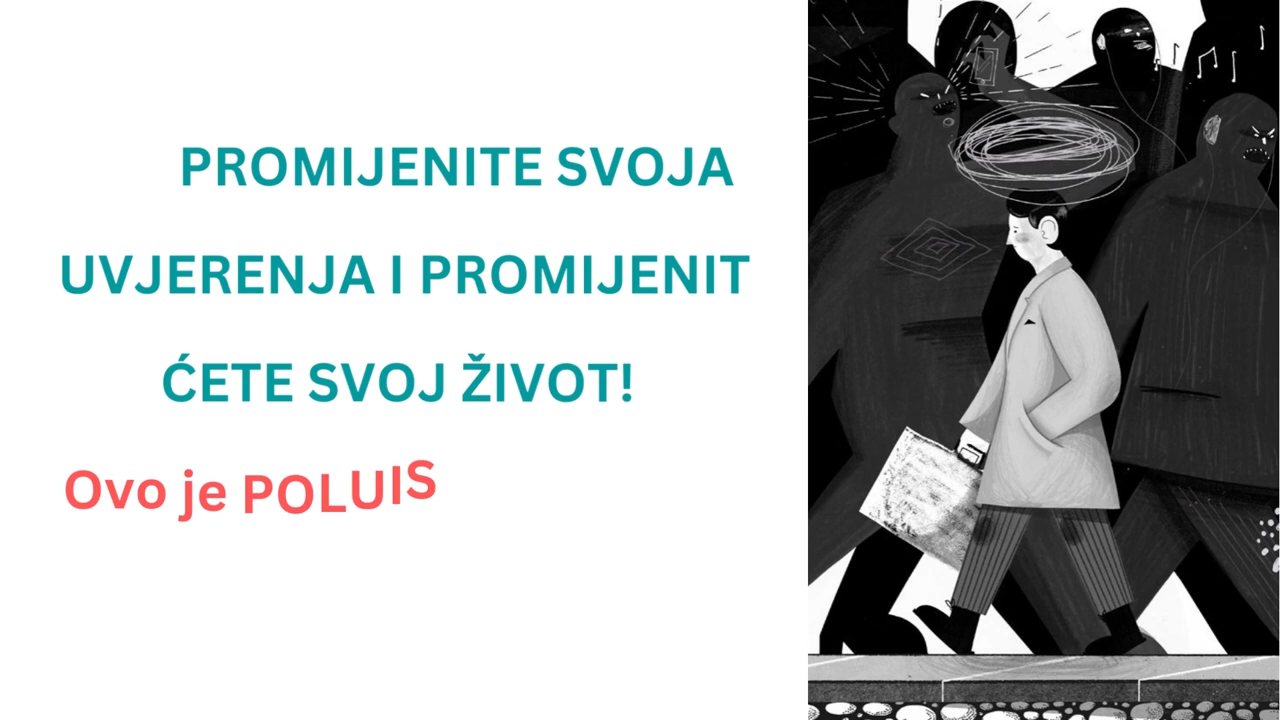 PROMIJENITE SVOJA
UVJERENJA I PROMIJENIT
ĆETE SVOJ ŽIVOT!
Ovo je POLUIS